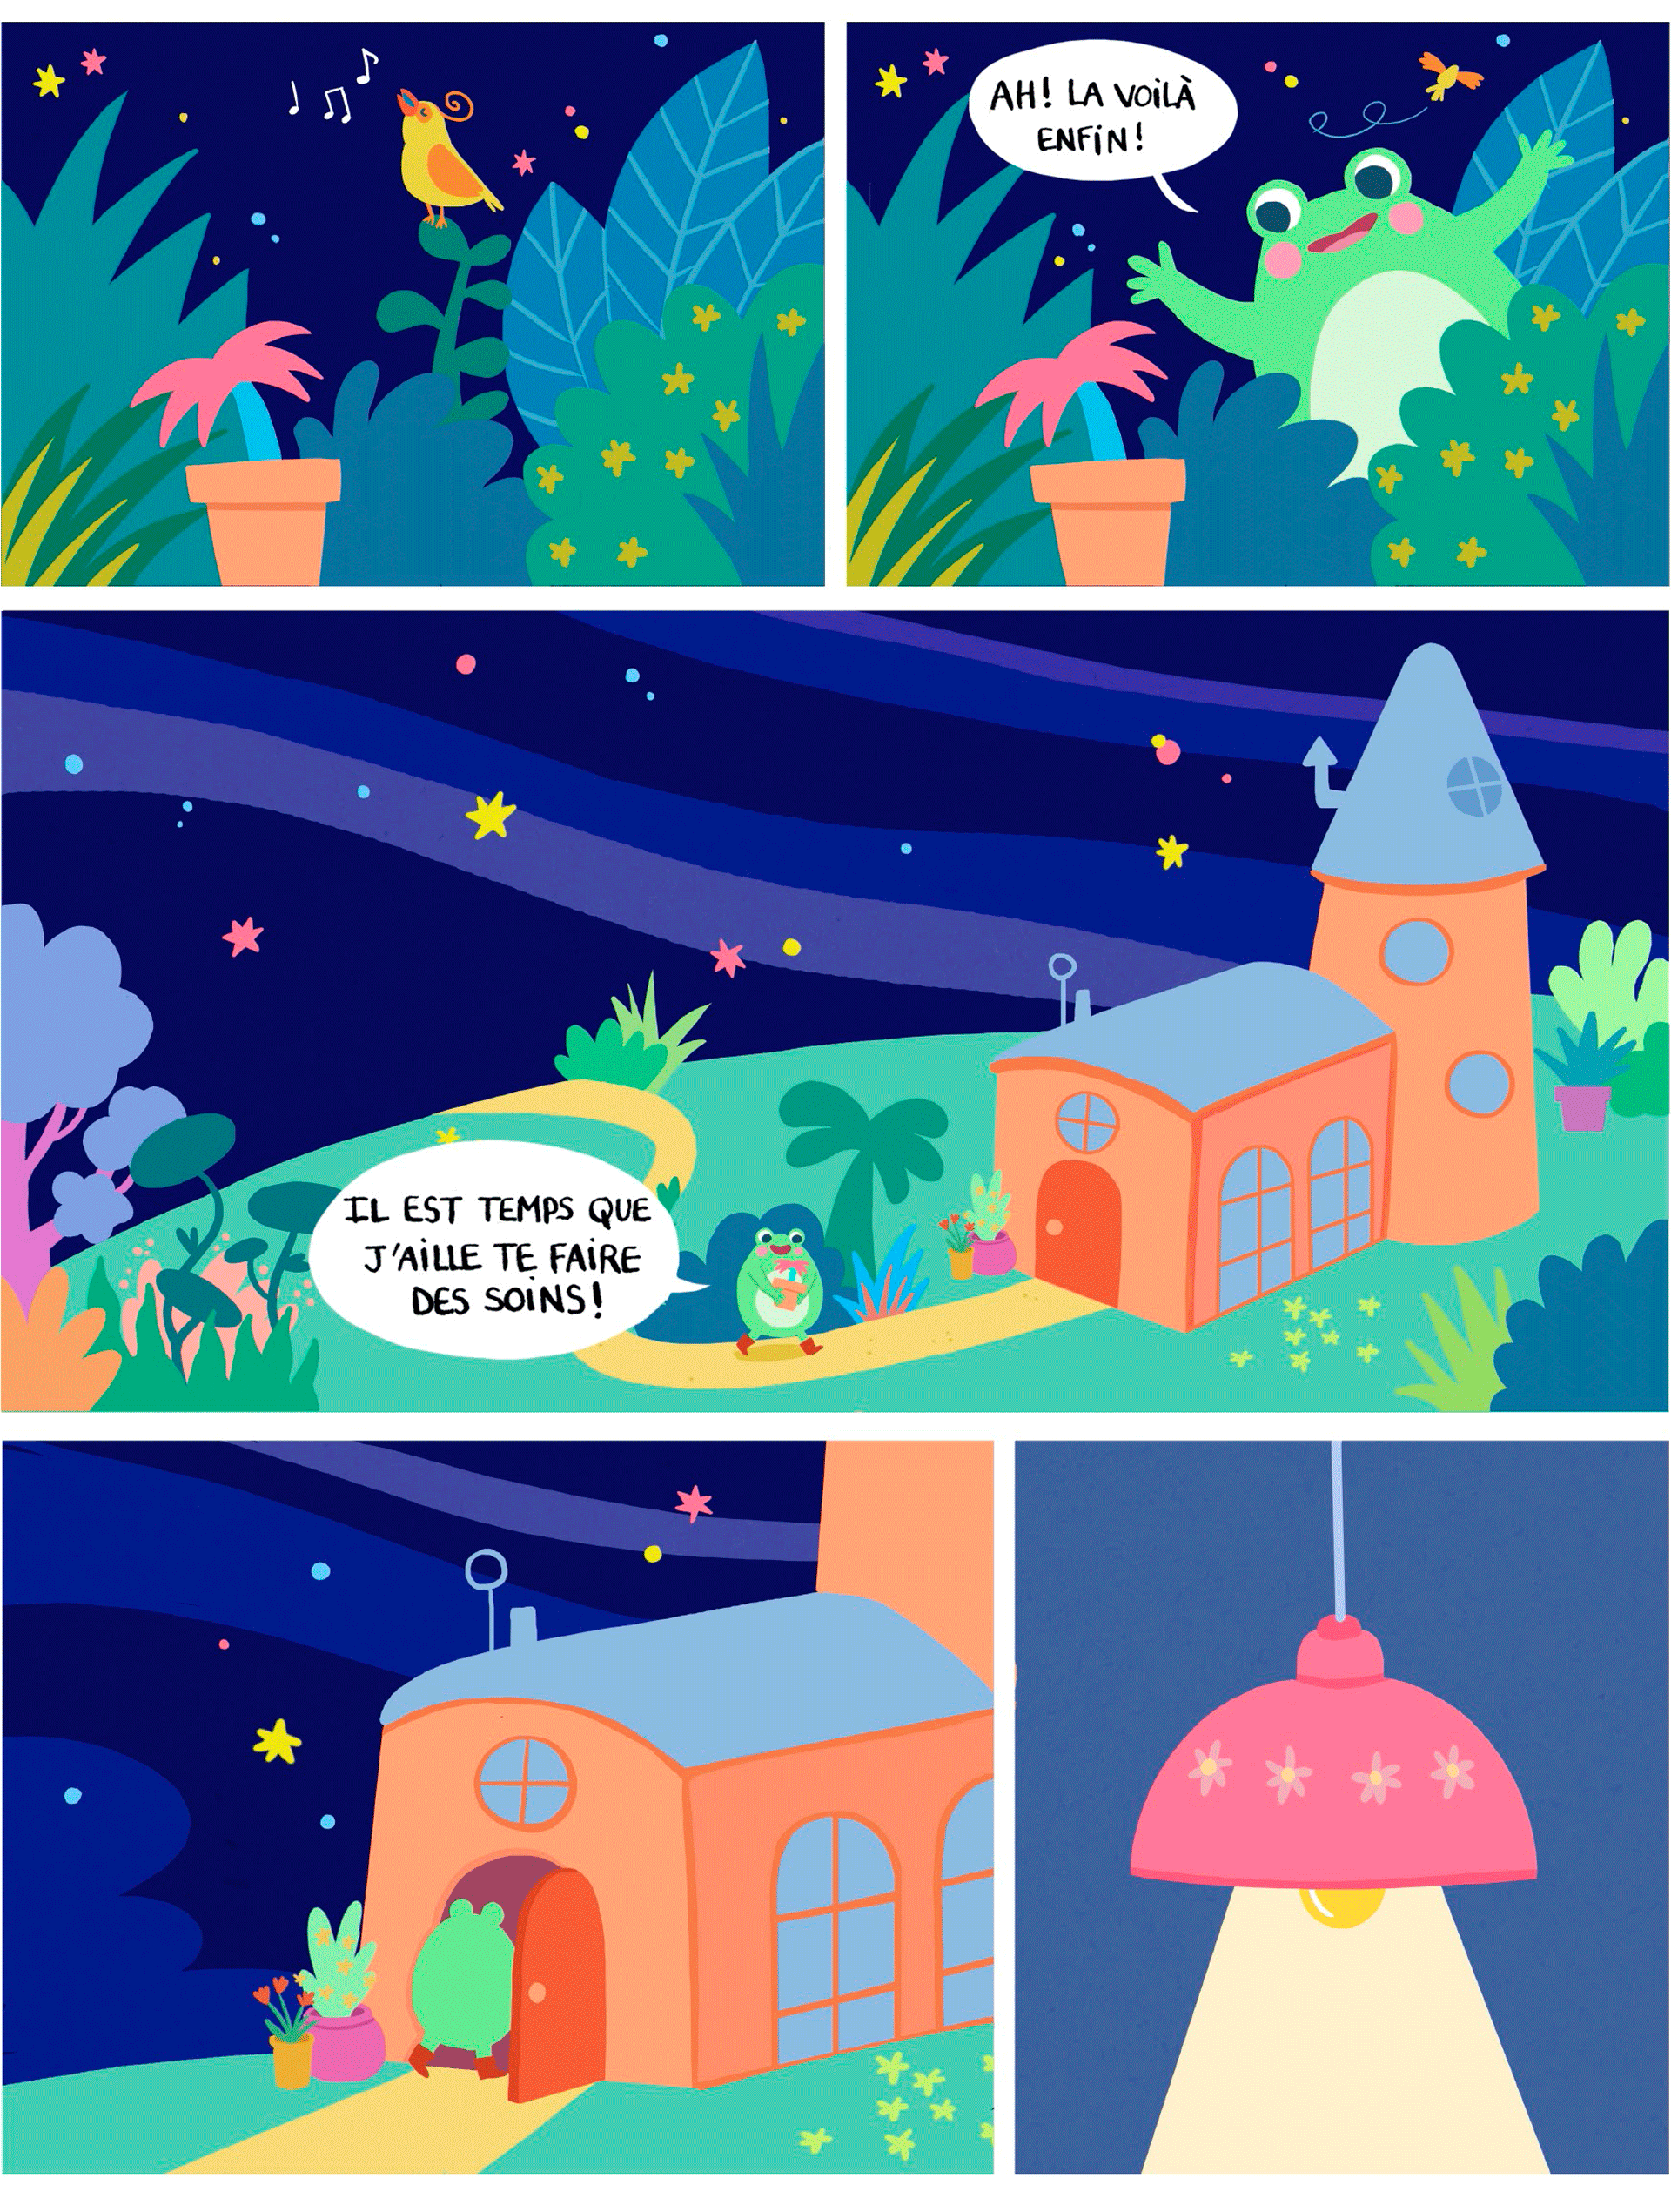 AH! LA VOILÀ
ENFIN!
IL EST TEMPS QUE
J'AILLE TE FAIRE
DES SOINS!